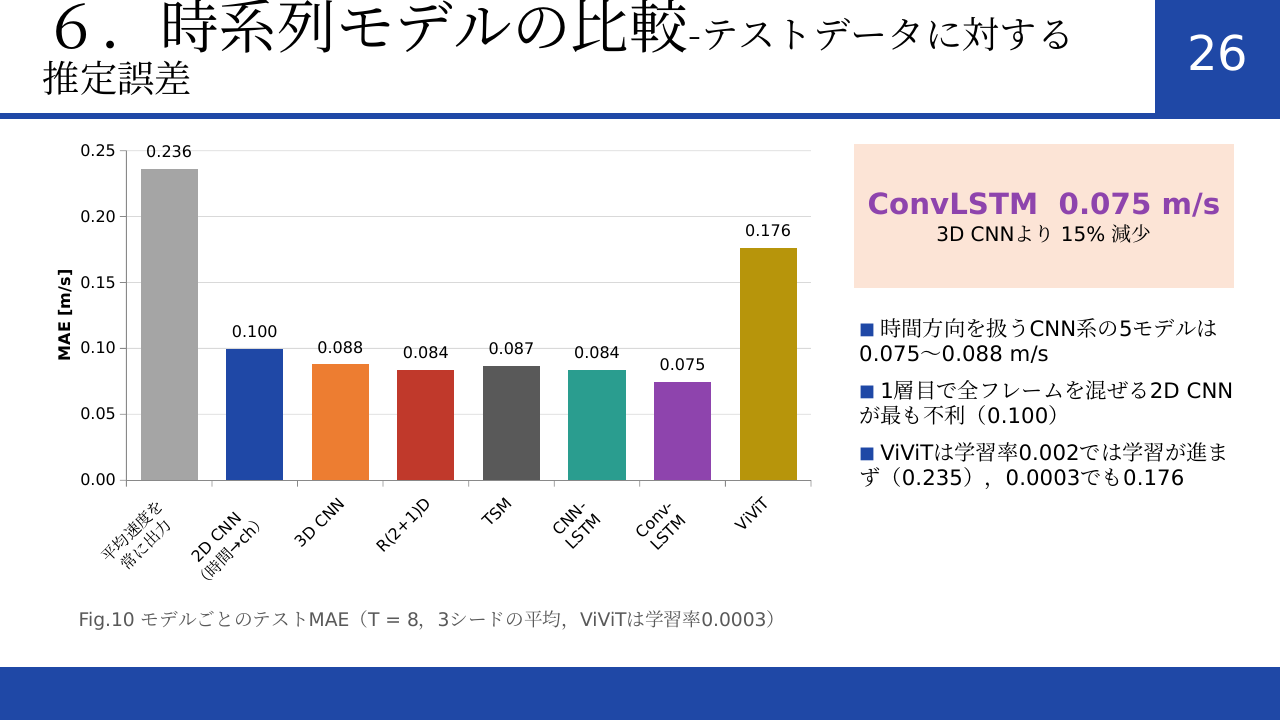 ６．時系列モデルの比較-テストデータに対する
推定誤差
26
0.25
0.20
0.15
0.10
0.05
0.00
MAE [m/s]
0.236
0.100
0.088
0.084
0.087
0.084
0.075
0.176
平均速度を
常に出力
2D CNN
（時間→ch）
3D CNN
R(2+1)D
TSM
CNN-
LSTM
Conv-
LSTM
ViViT
Fig.10 モデルごとのテストMAE（T = 8，3シードの平均，ViViTは学習率0.0003）
ConvLSTM  0.075 m/s
3D CNNより 15% 減少
■ 時間方向を扱うCNN系の5モデルは
0.075～0.088 m/s
■ 1層目で全フレームを混ぜる2D CNN
が最も不利（0.100）
■ ViViTは学習率0.002では学習が進ま
ず（0.235），0.0003でも0.176